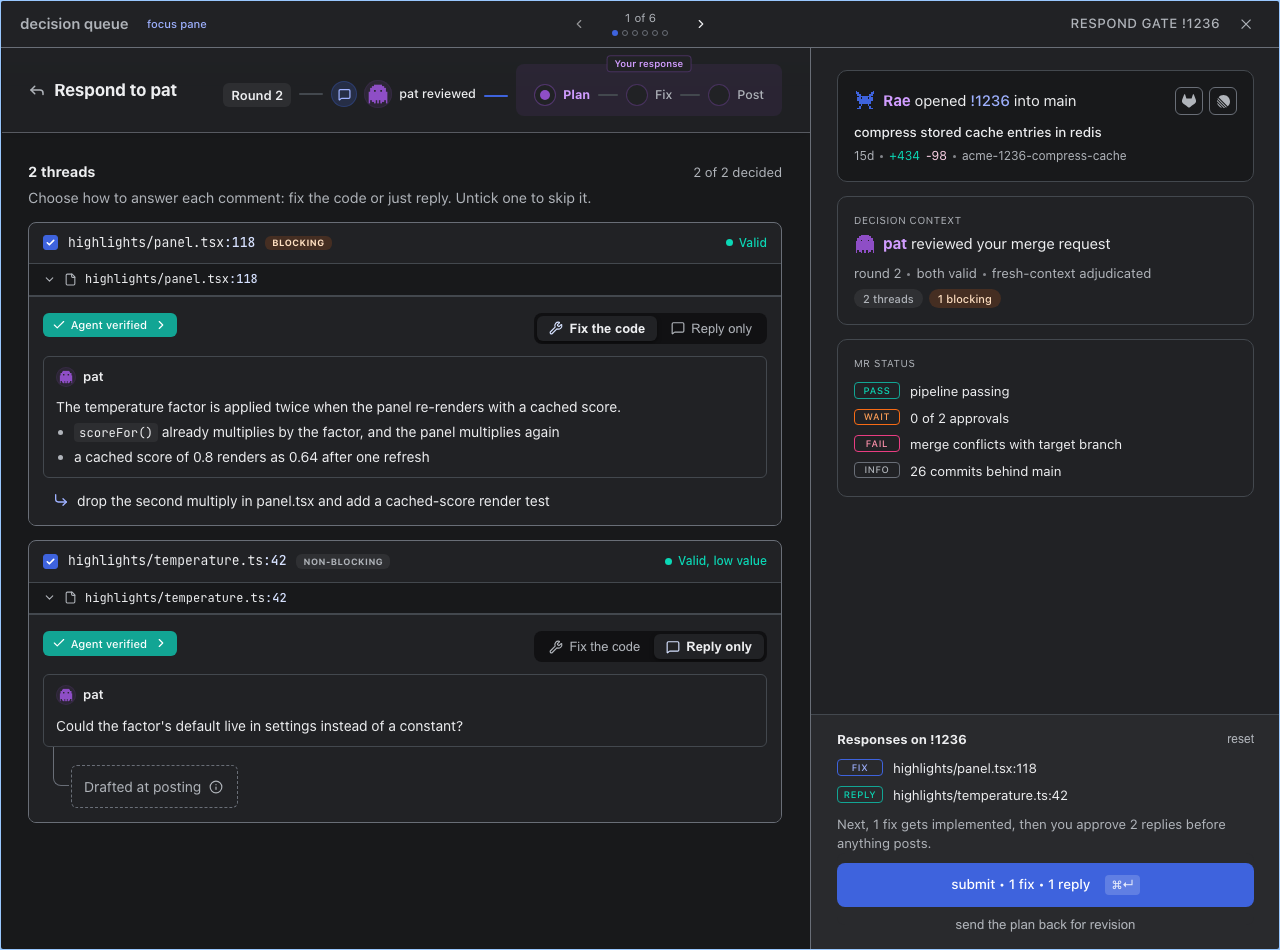 decision queue focus pane
1 of 6
RESPOND GATE !1236
Respond to pat
Round 2
pat reviewed
Your response
Plan
Fix
Post
2 threads
2 of 2 decided
Choose how to answer each comment: fix the code or just reply. Untick one to skip it.
highlights/panel.tsx:118 BLOCKING
Valid
highlights/panel.tsx:118
Agent verified
Fix the code
Reply only
pat
The temperature factor is applied twice when the panel re-renders with a cached score.
• scoreFor() already multiplies by the factor, and the panel multiplies again
• a cached score of 0.8 renders as 0.64 after one refresh
drop the second multiply in panel.tsx and add a cached-score render test
highlights/temperature.ts:42 NON-BLOCKING
Valid, low value
highlights/temperature.ts:42
Agent verified
Fix the code
Reply only
pat
Could the factor's default live in settings instead of a constant?
Drafted at posting
Rae opened !1236 into main
compress stored cache entries in redis
15d • +434 -98 • acme-1236-compress-cache
DECISION CONTEXT
pat reviewed your merge request
round 2 • both valid • fresh-context adjudicated
2 threads
1 blocking
MR STATUS
PASS pipeline passing
WAIT 0 of 2 approvals
FAIL merge conflicts with target branch
INFO 26 commits behind main
Responses on !1236
reset
FIX highlights/panel.tsx:118
REPLY highlights/temperature.ts:42
Next, 1 fix gets implemented, then you approve 2 replies before
anything posts.
submit • 1 fix • 1 reply ⌘↵
send the plan back for revision